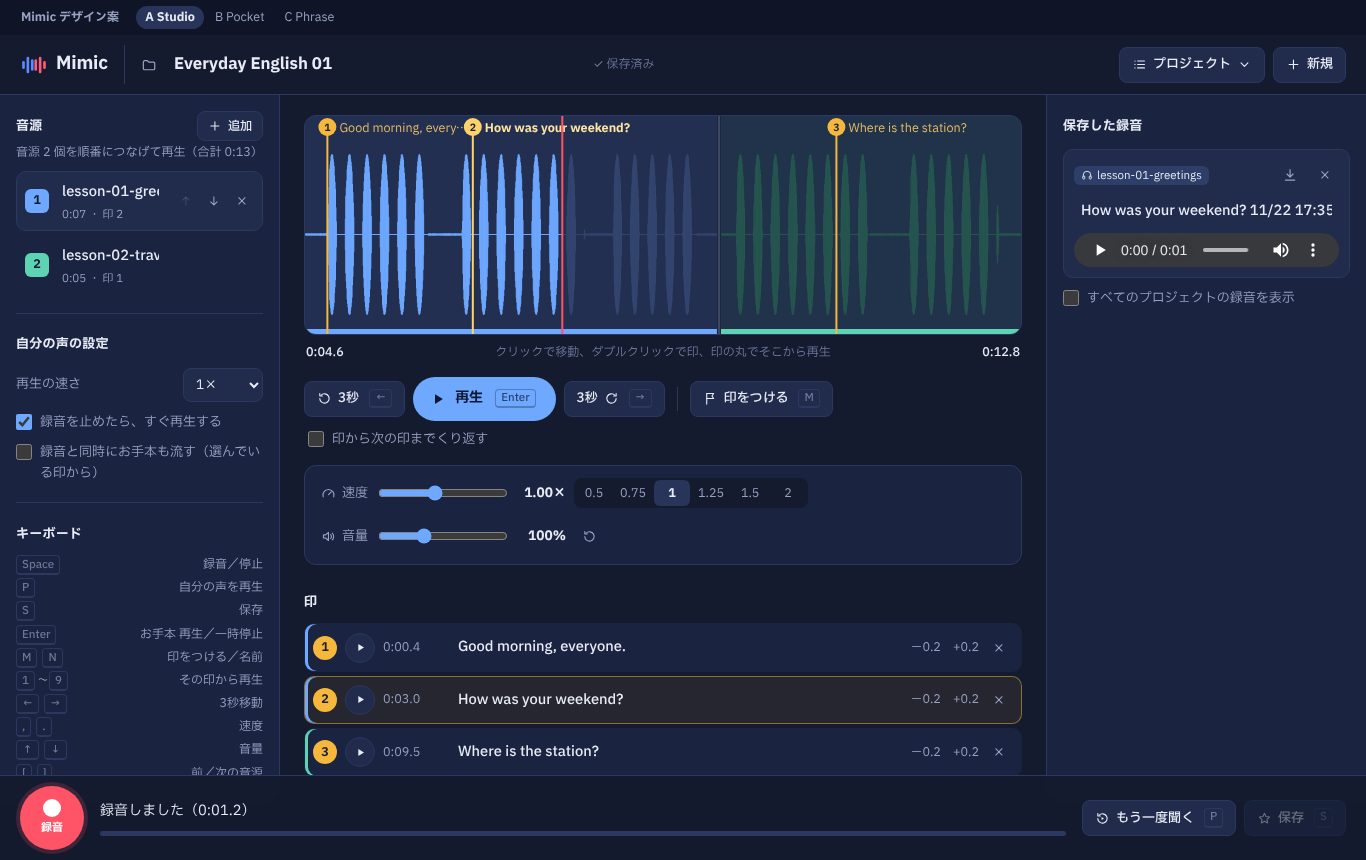 Mimic デザイン案 A Studio B Pocket C Phrase
Mimic Everyday English 01 保存済み プロジェクト 新規
音源 追加
音源 2 個を順番につなげて再生（合計 0:13）
1 lesson-01-gree
0:07 · 印 2
2 lesson-02-trav
0:05 · 印 1
自分の声の設定
再生の速さ 1×
録音を止めたら、すぐ再生する
録音と同時にお手本も流す（選んでい
る印から）
キーボード
Space 録音／停止
P 自分の声を再生
S 保存
Enter お手本 再生／一時停止
M N 印をつける／名前
1 〜 9 その印から再生
← → 3秒移動
, . 速度
↑ ↓ 音量
[ ] 前／次の音源
1 Good morning, every… 2 How was your weekend? 3 Where is the station?
0:04.6 クリックで移動、ダブルクリックで印、印の丸でそこから再生 0:12.8
3秒 ← 再生 Enter 3秒 → 印をつける M
印から次の印までくり返す
速度 1.00× 0.5 0.75 1 1.25 1.5 2
音量 100%
印
1 0:00.4 Good morning, everyone. −0.2 +0.2 ×
2 0:03.0 How was your weekend? −0.2 +0.2 ×
3 0:09.5 Where is the station? −0.2 +0.2 ×
保存した録音
lesson-01-greetings
How was your weekend? 11/22 17:35
0:00 / 0:01
すべてのプロジェクトの録音を表示
録音 録音しました（0:01.2） もう一度聞く P 保存 S